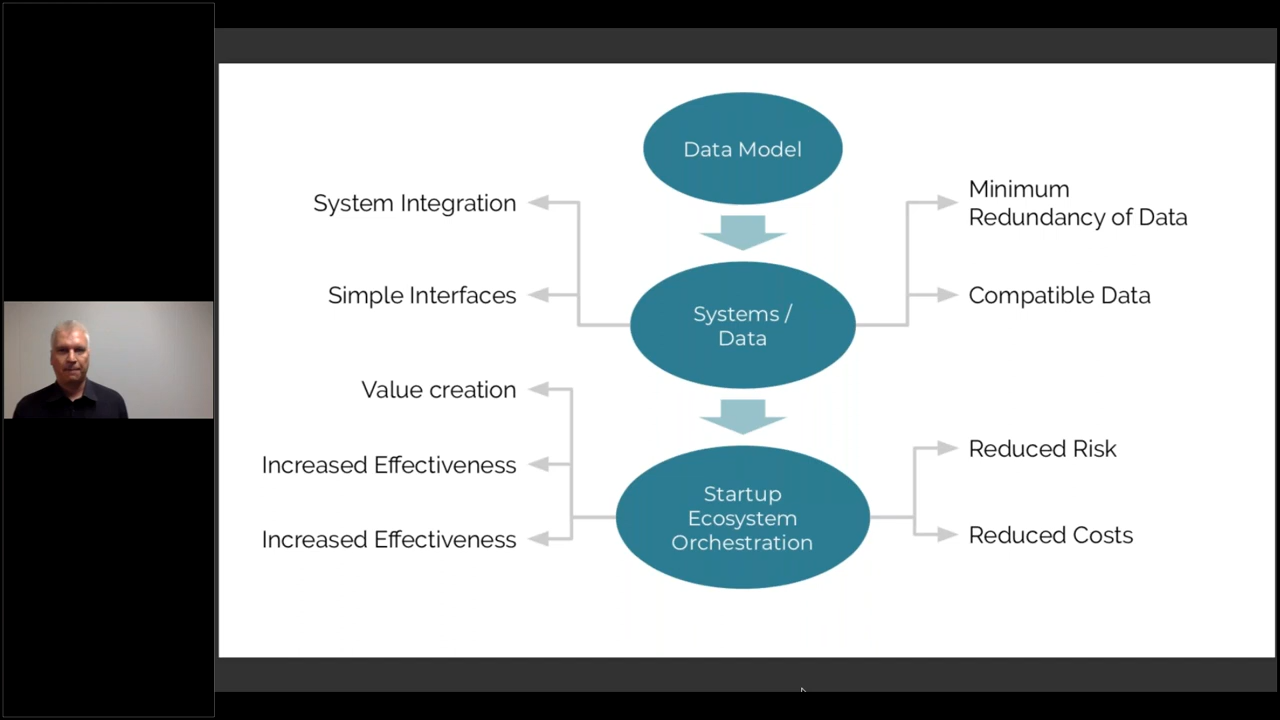 Data Model
System Integration
Minimum
Redundancy of Data
Simple Interfaces
Systems /
Data
Compatible Data
Value creation
Increased Effectiveness
Increased Effectiveness
Startup
Ecosystem
Orchestration
Reduced Risk
Reduced Costs